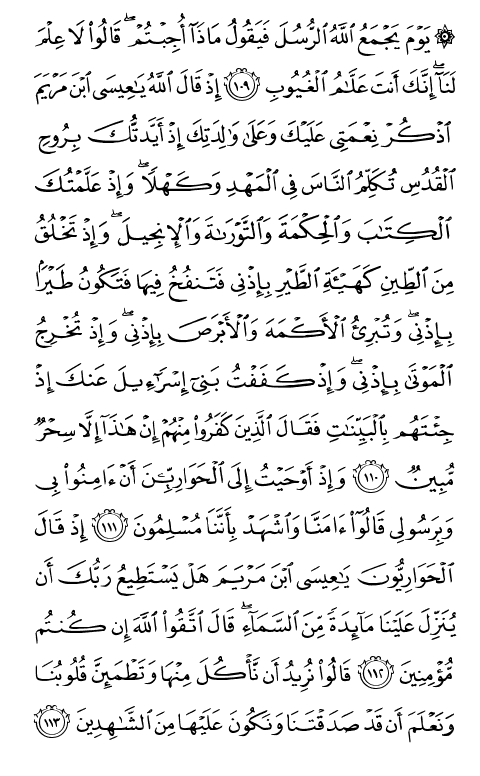 ۞ يَوْمَ يَجْمَعُ ٱللَّهُ ٱلرُّسُلَ فَيَقُولُ مَاذَآ أُجِبْتُمْ ۖ قَالُوا۟ لَا عِلْمَ
لَنَآ ۖ إِنَّكَ أَنتَ عَلَّٰمُ ٱلْغُيُوبِ ١٠٩ إِذْ قَالَ ٱللَّهُ يَٰعِيسَى ٱبْنَ مَرْيَمَ
ٱذْكُرْ نِعْمَتِى عَلَيْكَ وَعَلَىٰ وَٰلِدَتِكَ إِذْ أَيَّدتُّكَ بِرُوحِ
ٱلْقُدُسِ تُكَلِّمُ ٱلنَّاسَ فِى ٱلْمَهْدِ وَكَهْلًا ۖ وَإِذْ عَلَّمْتُكَ
ٱلْكِتَٰبَ وَٱلْحِكْمَةَ وَٱلتَّوْرَىٰةَ وَٱلْإِنجِيلَ ۖ وَإِذْ تَخْلُقُ
مِنَ ٱلطِّينِ كَهَيْـَٔةِ ٱلطَّيْرِ بِإِذْنِى فَتَنفُخُ فِيهَا فَتَكُونُ طَيْرًۢا
بِإِذْنِى ۖ وَتُبْرِئُ ٱلْأَكْمَهَ وَٱلْأَبْرَصَ بِإِذْنِى ۖ وَإِذْ تُخْرِجُ
ٱلْمَوْتَىٰ بِإِذْنِى ۖ وَإِذْ كَفَفْتُ بَنِىٓ إِسْرَٰٓءِيلَ عَنكَ إِذْ
جِئْتَهُم بِٱلْبَيِّنَٰتِ فَقَالَ ٱلَّذِينَ كَفَرُوا۟ مِنْهُمْ إِنْ هَٰذَآ إِلَّا سِحْرٌ
مُّبِينٌ ١١٠ وَإِذْ أَوْحَيْتُ إِلَى ٱلْحَوَارِيِّـۧنَ أَنْ ءَامِنُوا۟ بِى
وَبِرَسُولِى قَالُوٓا۟ ءَامَنَّا وَٱشْهَدْ بِأَنَّنَا مُسْلِمُونَ ١١١ إِذْ قَالَ
ٱلْحَوَارِيُّونَ يَٰعِيسَى ٱبْنَ مَرْيَمَ هَلْ يَسْتَطِيعُ رَبُّكَ أَن
يُنَزِّلَ عَلَيْنَا مَآئِدَةً مِّنَ ٱلسَّمَآءِ ۖ قَالَ ٱتَّقُوا۟ ٱللَّهَ إِن كُنتُم
مُّؤْمِنِينَ ١١٢ قَالُوا۟ نُرِيدُ أَن نَّأْكُلَ مِنْهَا وَتَطْمَئِنَّ قُلُوبُنَا
وَنَعْلَمَ أَن قَدْ صَدَقْتَنَا وَنَكُونَ عَلَيْهَا مِنَ ٱلشَّٰهِدِينَ ١١٣